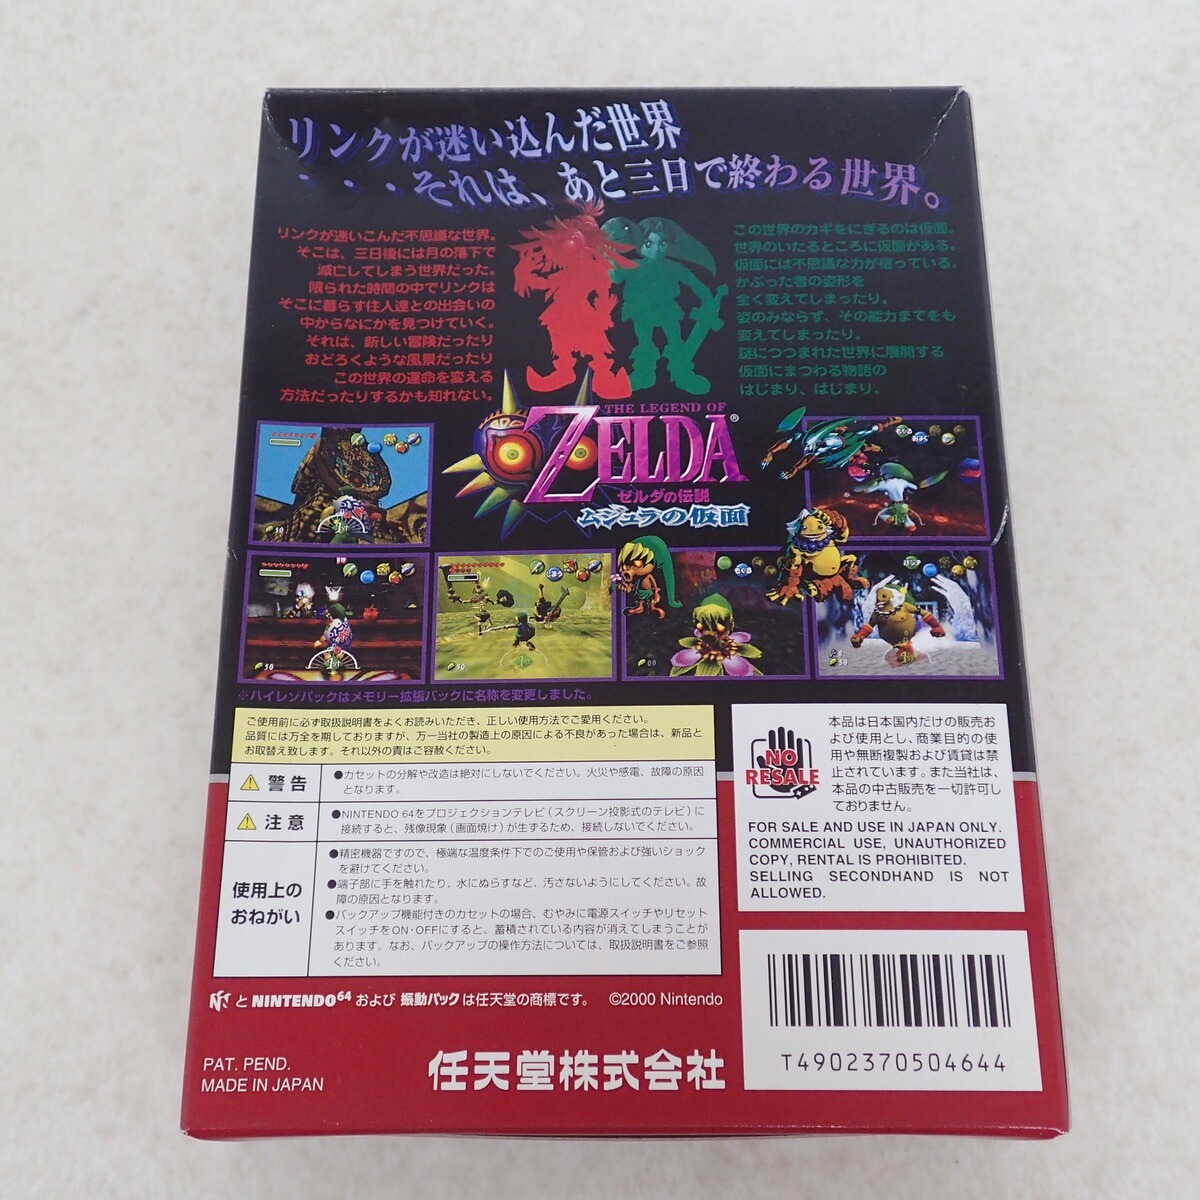 リンクが迷い込んだ世界
・・・それは、あと三日で終わる世界。
リンクが迷いこんだ不思議な世界。
そこは、三日後には月の落下で
滅亡してしまう世界だった。
限られた時間の中でリンクは
そこに暮らす住人達との出会いの
中からなにかを見つけていく。
それは、新しい冒険だったり
おどろくような風景だったり
この世界の運命を変える
方法だったりするかも知れない。
この世界のカギをにぎるのは仮面。
世界のいたるところに仮面がある。
仮面には不思議な力が宿っている。
かぶった者の姿形を
全く変えてしまったり。
姿のみならず、その能力までをも
変えてしまったり。
謎につつまれた世界に展開する
仮面にまつわる物語の
はじまり、はじまり。
THE LEGEND OF
ZELDA®
ゼルダの伝説
ムジュラの仮面
※ハイレゾパックはメモリー拡張パックに名称を変更しました。
ご使用前に必ず取扱説明書をよくお読みいただき、正しい使用方法でご愛用ください。
品質には万全を期しておりますが、万一当社の製造上の原因による不良があった場合は、新品と
お取替え致します。それ以外の責はご容赦ください。
警告
●カセットの分解や改造は絶対にしないでください。火災や感電、故障の原因
となります。
注意
●NINTENDO 64をプロジェクションテレビ(スクリーン投影式のテレビ)に
接続すると、残像現象(画面焼け)が生ずるため、接続しないでください。
使用上の
おねがい
●精密機器ですので、極端な温度条件下でのご使用や保管および強いショック
を避けてください。
●端子部に手を触れたり、水にぬらすなど、汚さないようにしてください。故
障の原因となります。
●バックアップ機能付きのカセットの場合、むやみに電源スイッチやリセット
スイッチをON・OFFにすると、蓄積されている内容が消えてしまうことが
あります。なお、バックアップの操作方法については、取扱説明書をご参照
ください。
NO
RESALE
本品は日本国内だけの販売お
よび使用とし、商業目的の使
用や無断複製および賃貸は禁
止されています。また当社は、
本品の中古販売を一切許可し
ておりません。
FOR SALE AND USE IN JAPAN ONLY.
COMMERCIAL USE, UNAUTHORIZED
COPY, RENTAL IS PROHIBITED.
SELLING SECONDHAND IS NOT
ALLOWED.
と NINTENDO64 および 振動パック は任天堂の商標です。 ©2000 Nintendo
PAT. PEND.
MADE IN JAPAN
任天堂株式会社
T4902370504644